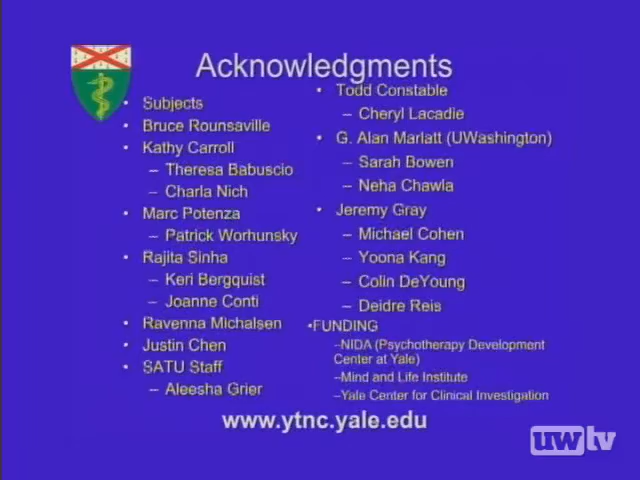 Acknowledgments
• Subjects
• Bruce Rounsaville
• Kathy Carroll
– Theresa Babuscio
– Charla Nich
• Marc Potenza
– Patrick Worhunsky
• Rajita Sinha
– Keri Bergquist
– Joanne Conti
• Ravenna Michalsen
• Justin Chen
• SATU Staff
– Aleesha Grier
• Todd Constable
– Cheryl Lacadie
• G. Alan Marlatt (UWashington)
– Sarah Bowen
– Neha Chawla
• Jeremy Gray
– Michael Cohen
– Yoona Kang
– Colin DeYoung
– Deidre Reis
•FUNDING
–NIDA (Psychotherapy Development
Center at Yale)
–Mind and Life Institute
–Yale Center for Clinical Investigation
www.ytnc.yale.edu
uwtv